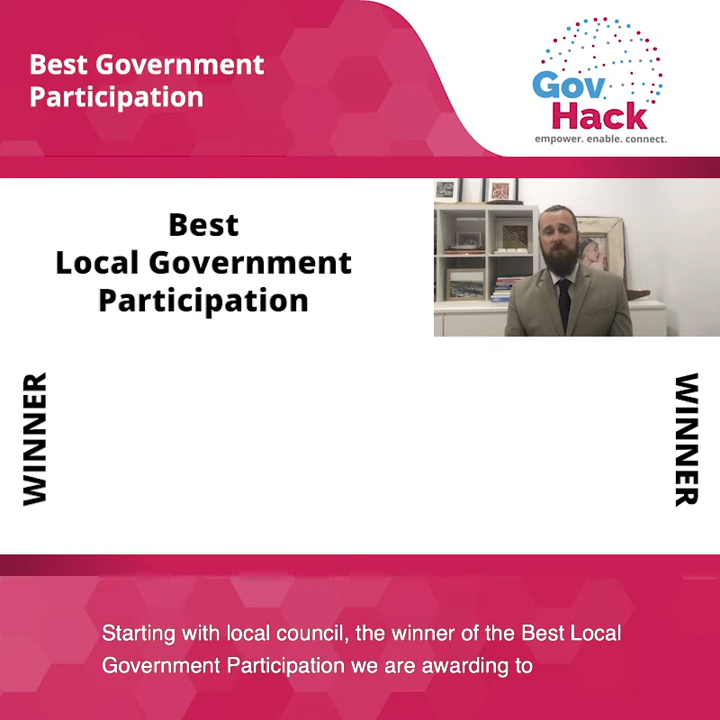 Best Government
Participation
Gov
Hack
empower. enable. connect.
Best
Local Government
Participation
WINNER
WINNER
Starting with local council, the winner of the Best Local
Government Participation we are awarding to